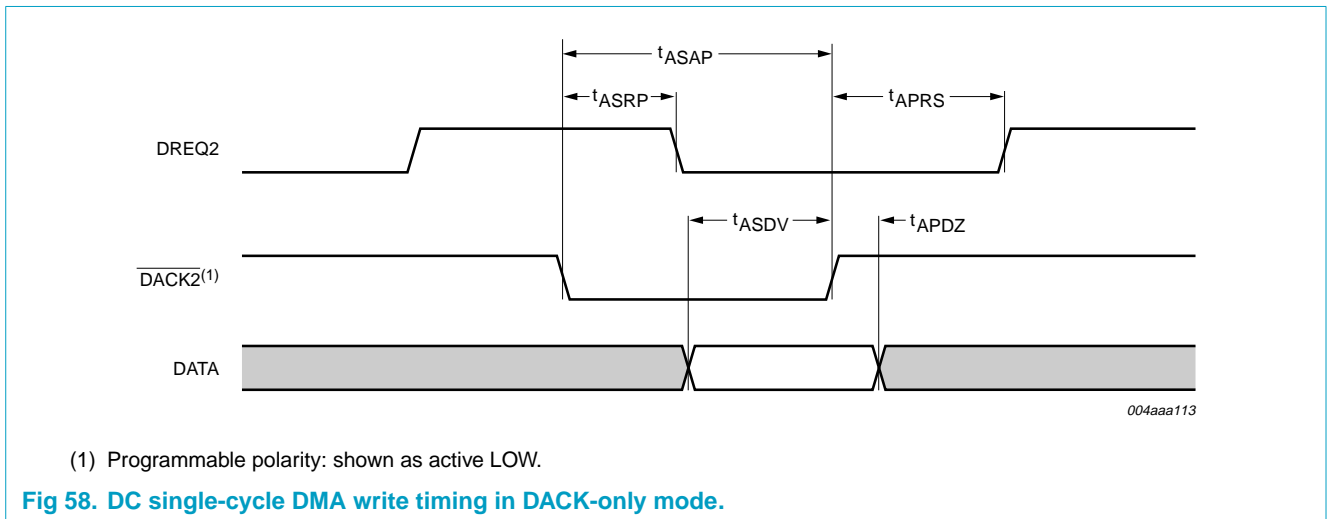 tASAP
tASRP
tAPRS
DREQ2
tASDV
tAPDZ
DACK2(1)
DATA
004aaa113
(1) Programmable polarity: shown as active LOW.
Fig 58. DC single-cycle DMA write timing in DACK-only mode.